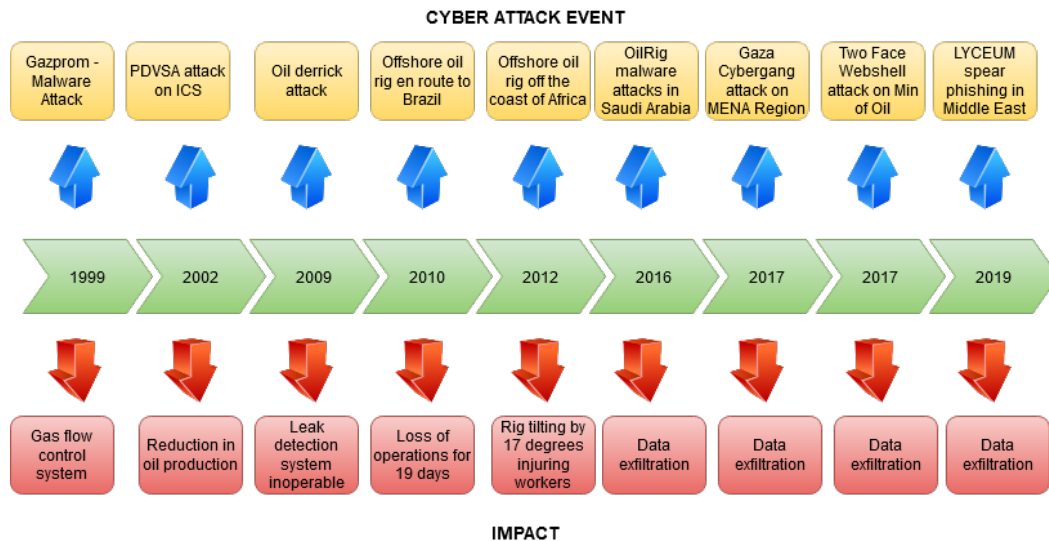 CYBER ATTACK EVENT
Gazprom -
Malware
Attack
PDVSA attack
on ICS
Oil derrick
attack
Offshore oil
rig en route to
Brazil
Offshore oil
rig off the
coast of Africa
OilRig
malware
attacks in
Saudi Arabia
Gaza
Cybergang
attack on
MENA Region
Two Face
Webshell
attack on Min
of Oil
LYCEUM
spear
phishing in
Middle East
1999
2002
2009
2010
2012
2016
2017
2017
2019
Gas flow
control
system
Reduction in
oil production
Leak
detection
system
inoperable
Loss of
operations for
19 days
Rig tilting by
17 degrees
injuring
workers
Data
exfiltration
Data
exfiltration
Data
exfiltration
Data
exfiltration
IMPACT